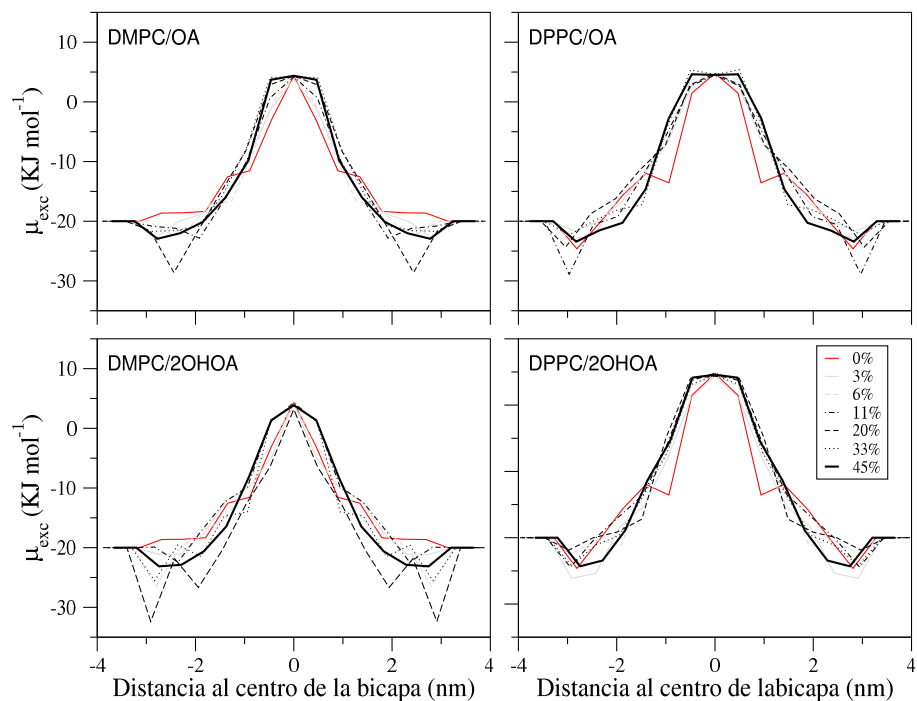 DMPC/OA
DPPC/OA
10
0
-10
-20
-30
μexc (KJ mol⁻¹)
DMPC/2OHOA
DPPC/2OHOA
0%
3%
6%
11%
20%
33%
45%
10
0
-10
-20
-30
μexc (KJ mol⁻¹)
-4 -2 0 2 4
-4 -2 0 2 4
Distancia al centro de la bicapa (nm)
Distancia al centro de labicapa (nm)